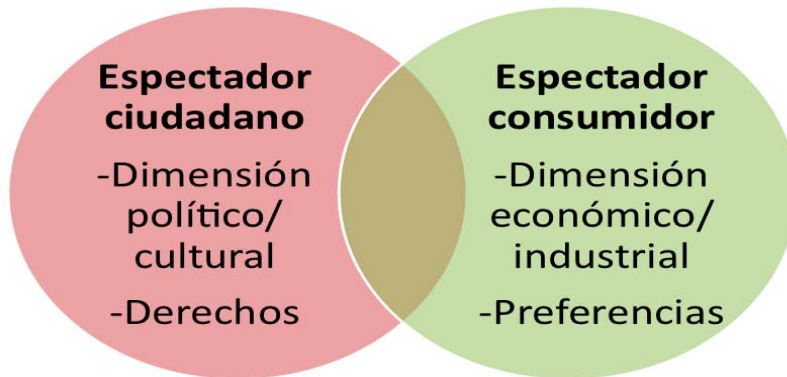 Espectador
ciudadano
-Dimensión
político/
cultural
-Derechos
Espectador
consumidor
-Dimensión
económico/
industrial
-Preferencias